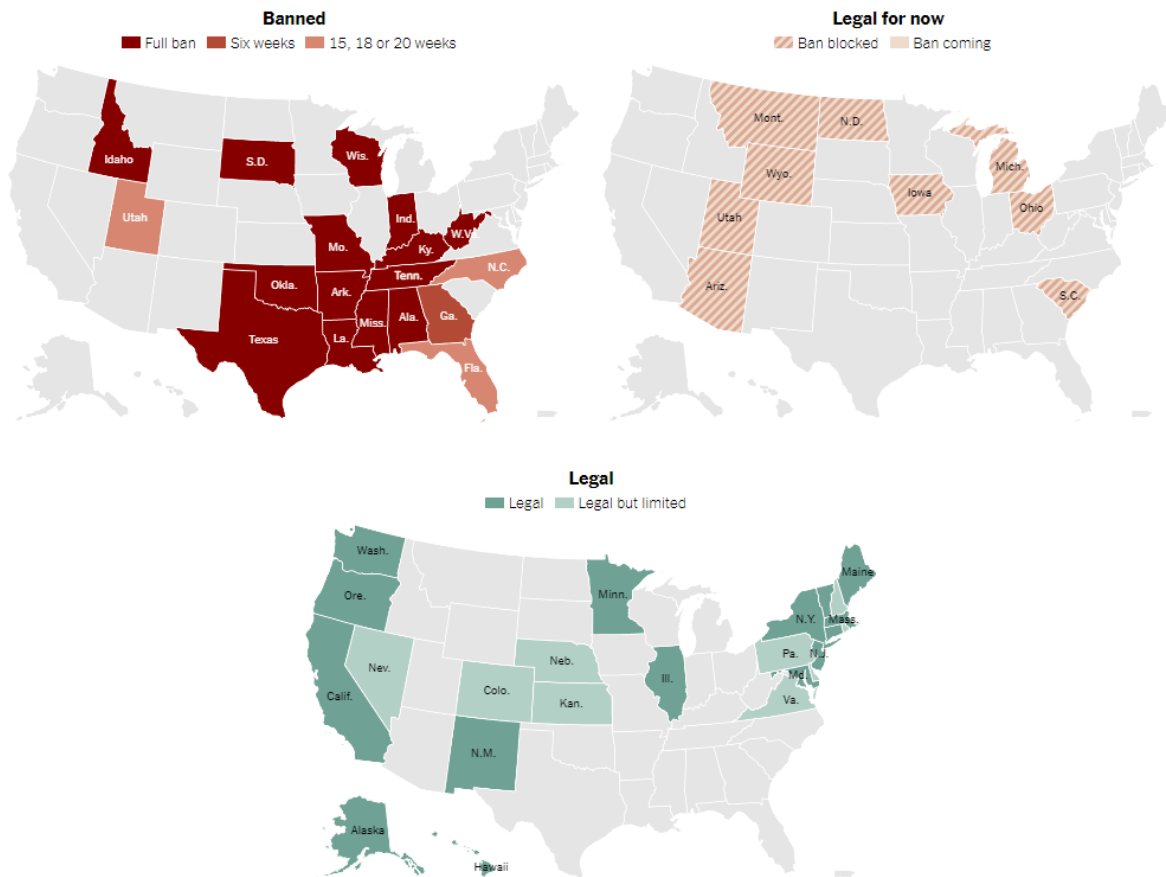 Banned
Full ban Six weeks 15, 18 or 20 weeks
Idaho
S.D.
Wis.
Utah
Ind.
W.V.
Mo.
Ky.
N.C.
Okla.
Ark.
Tenn.
Texas
La.
Miss.
Ala.
Ga.
Fla.
Legal for now
Ban blocked Ban coming
Mont.
N.D.
Wyo.
Mich.
Iowa
Utah
Ohio
Ariz.
S.C.
Legal
Legal Legal but limited
Wash.
Ore.
Minn.
Maine
N.Y.
Mass.
Nev.
Neb.
Pa.
N.J.
Calif.
Colo.
Kan.
Ill.
Md.
Va.
N.M.
Alaska
Hawaii